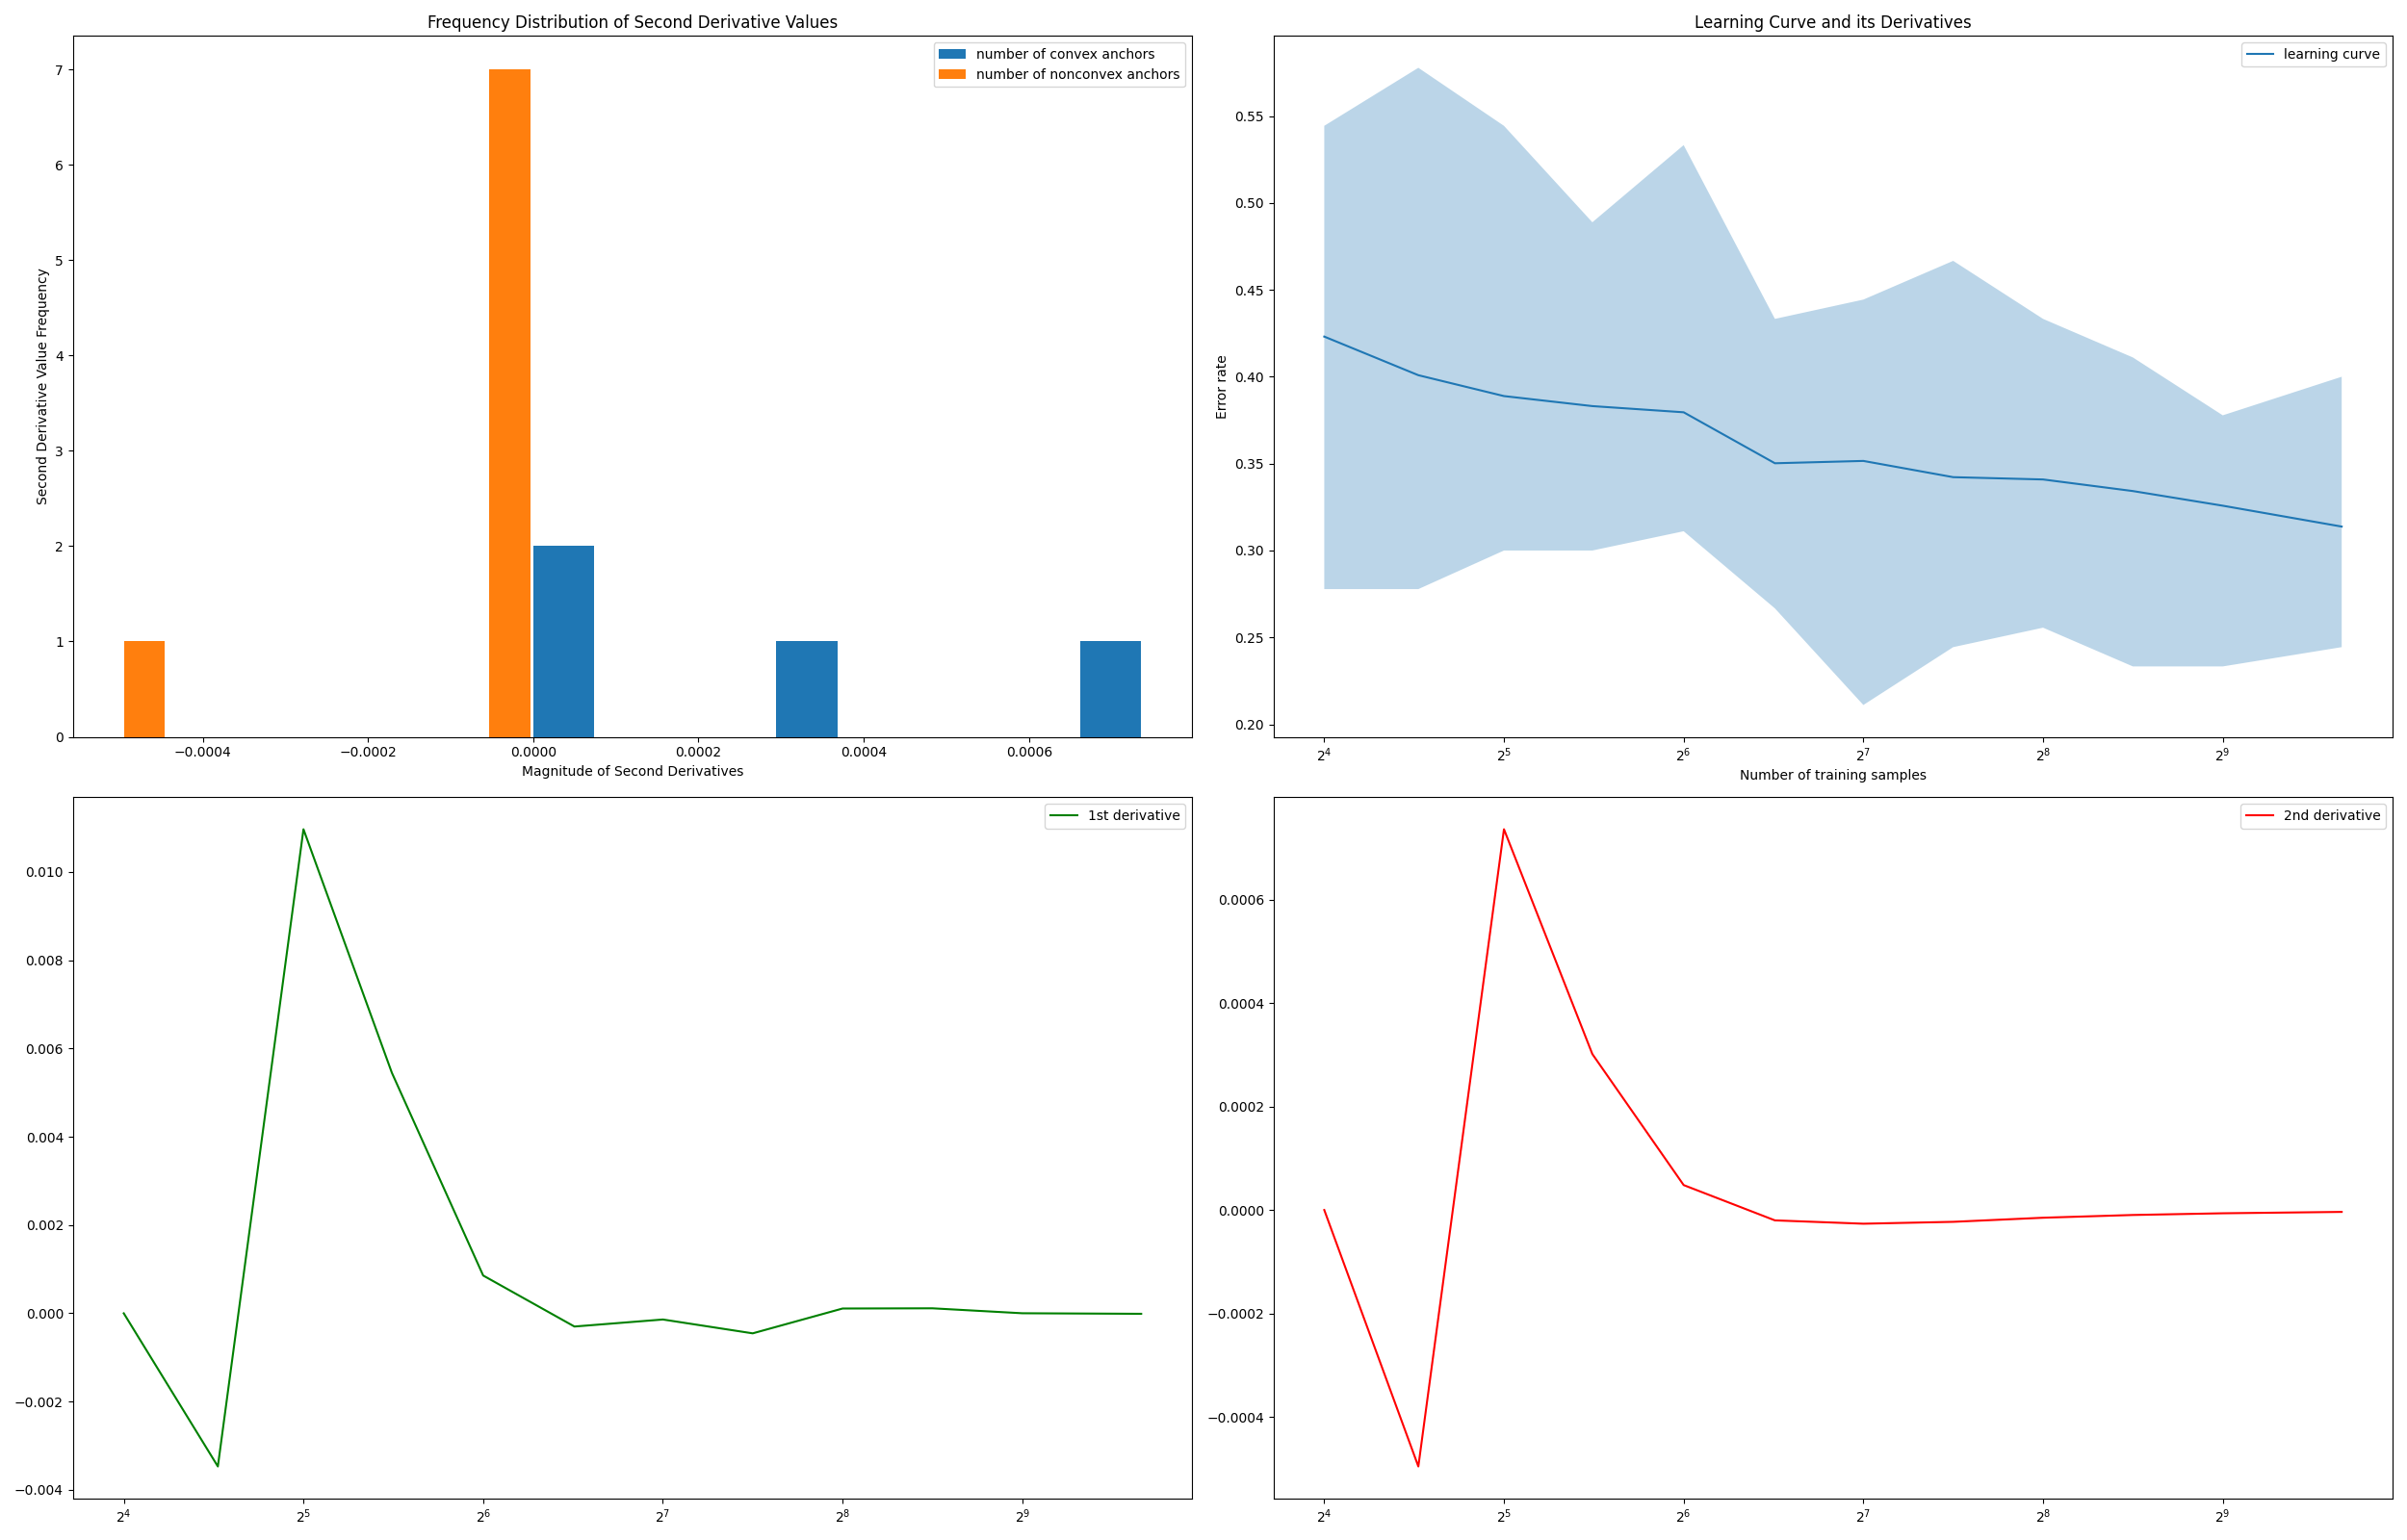 Frequency Distribution of Second Derivative Values
number of convex anchors
number of nonconvex anchors
7
6
5
4
3
2
1
0
Second Derivative Value Frequency
−0.0004 −0.0002 0.0000 0.0002 0.0004 0.0006
Magnitude of Second Derivatives
Learning Curve and its Derivatives
learning curve
0.55
0.50
0.45
0.40
0.35
0.30
0.25
0.20
Error rate
2⁴ 2⁵ 2⁶ 2⁷ 2⁸ 2⁹
Number of training samples
1st derivative
0.010
0.008
0.006
0.004
0.002
0.000
−0.002
−0.004
2⁴ 2⁵ 2⁶ 2⁷ 2⁸ 2⁹
2nd derivative
0.0006
0.0004
0.0002
0.0000
−0.0002
−0.0004
2⁴ 2⁵ 2⁶ 2⁷ 2⁸ 2⁹